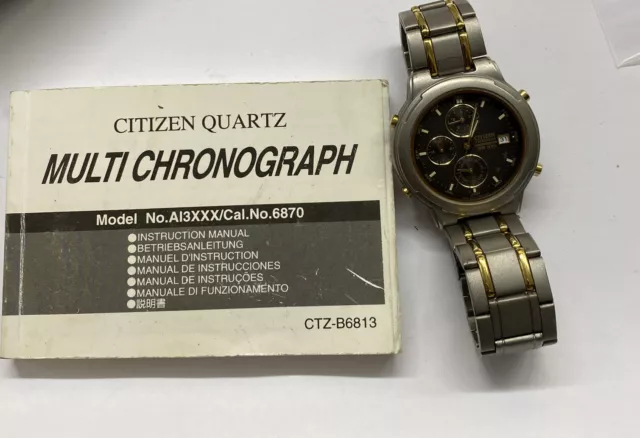 CITIZEN QUARTZ
MULTI CHRONOGRAPH
Model No.AI3XXX/Cal.No.6870
●INSTRUCTION MANUAL
●BETRIEBSANLEITUNG
●MANUEL D'INSTRUCTION
●MANUAL DE INSTRUCCIONES
●MANUAL DE INSTRUÇÕES
●MANUALE DI FUNZIONAMENTO
●説明書
CTZ-B6813
CITIZEN